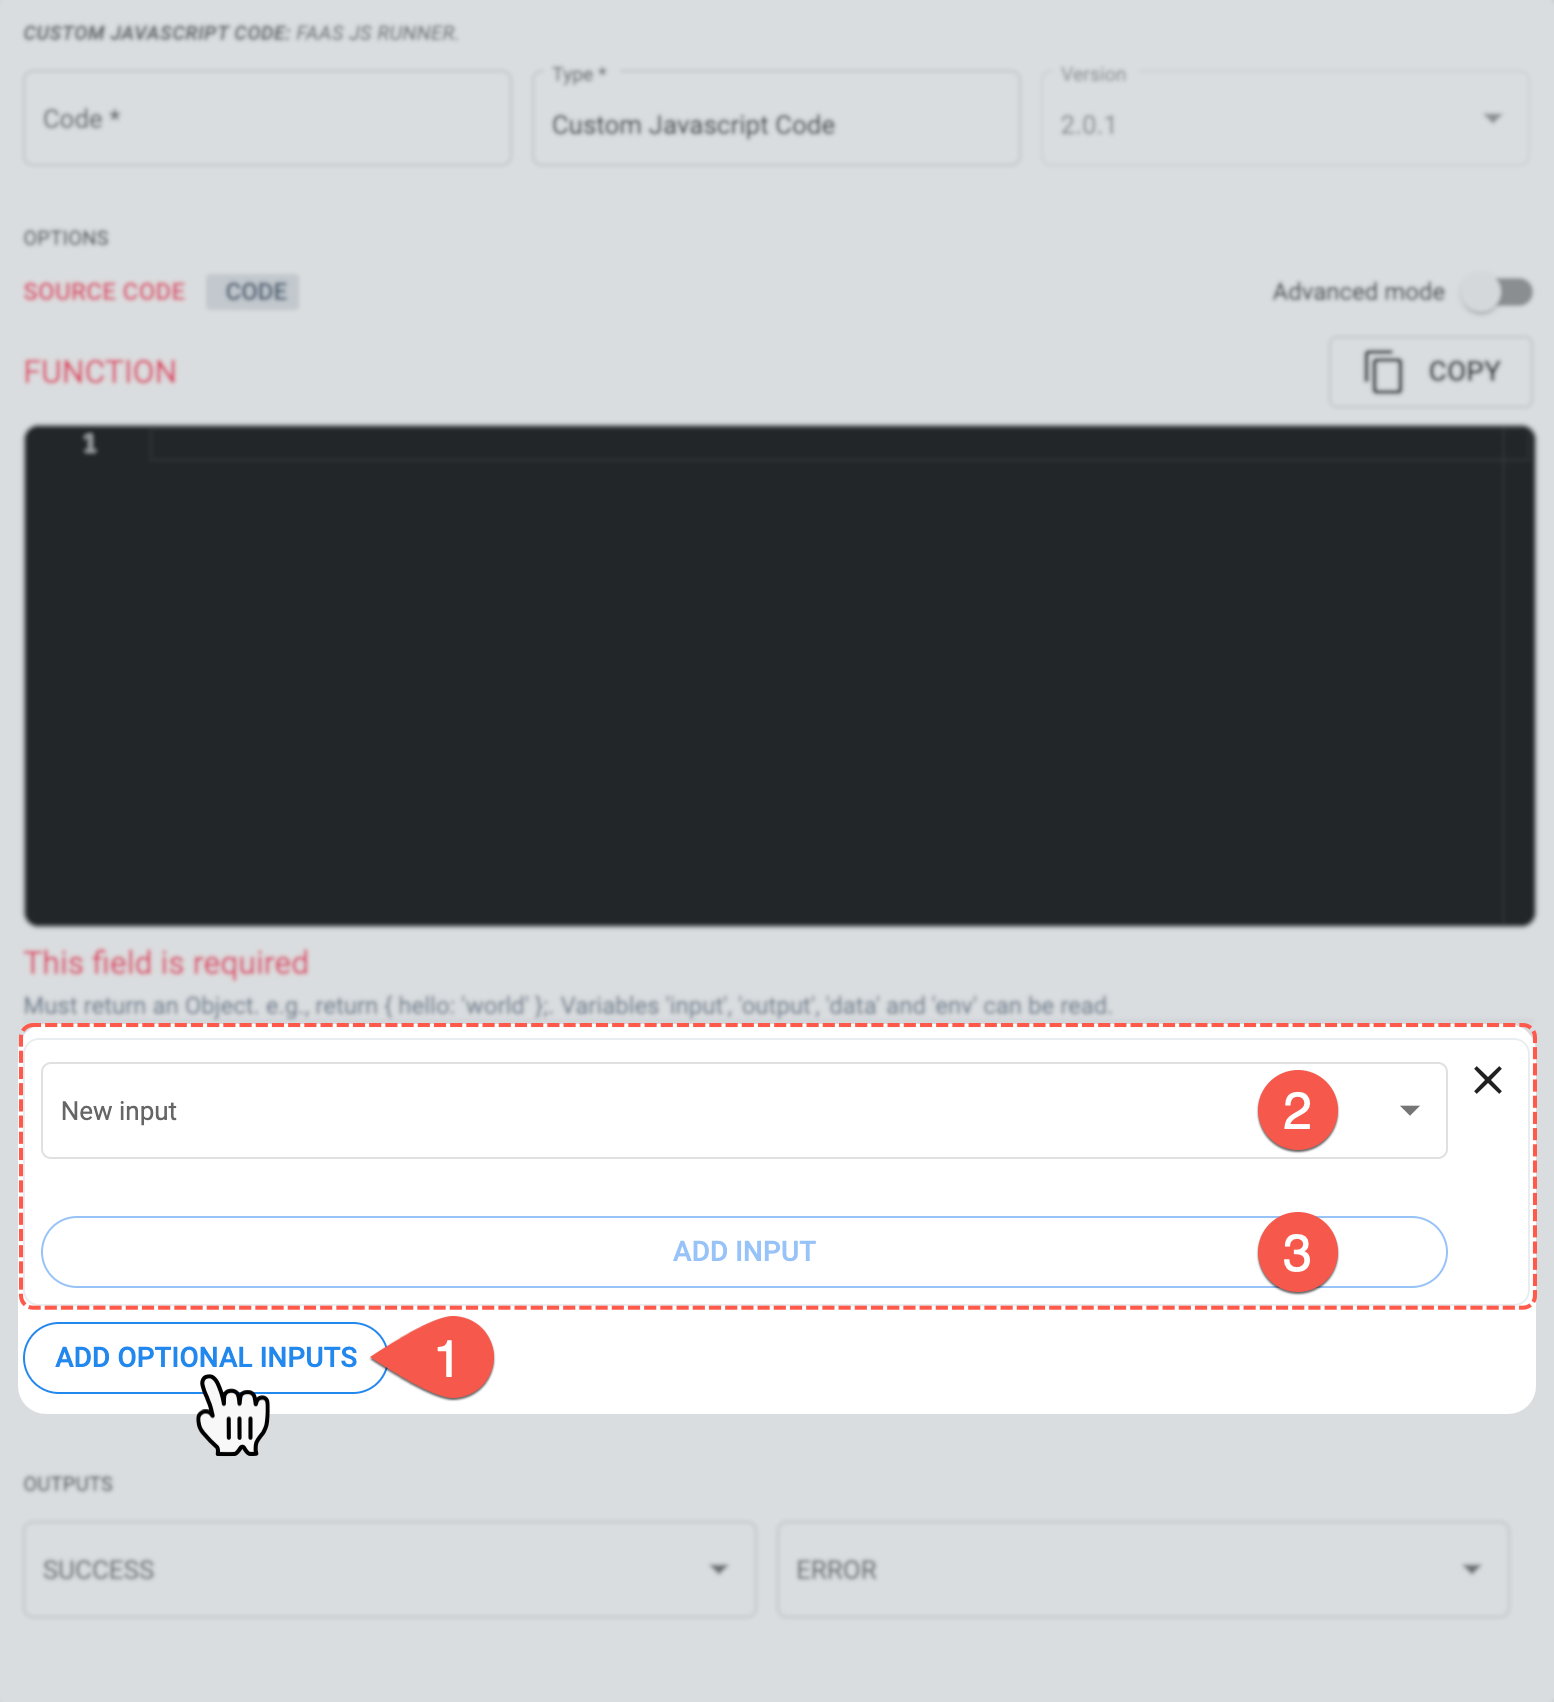 CUSTOM JAVASCRIPT CODE: FAAS JS RUNNER.
Code *
Type *
Custom Javascript Code
Version
2.0.1
OPTIONS
SOURCE CODE CODE
Advanced mode
FUNCTION
COPY
1
This field is required
Must return an Object. e.g., return { hello: 'world' };. Variables 'input', 'output', 'data' and 'env' can be read.
New input
2
ADD INPUT
3
ADD OPTIONAL INPUTS
1
OUTPUTS
SUCCESS
ERROR